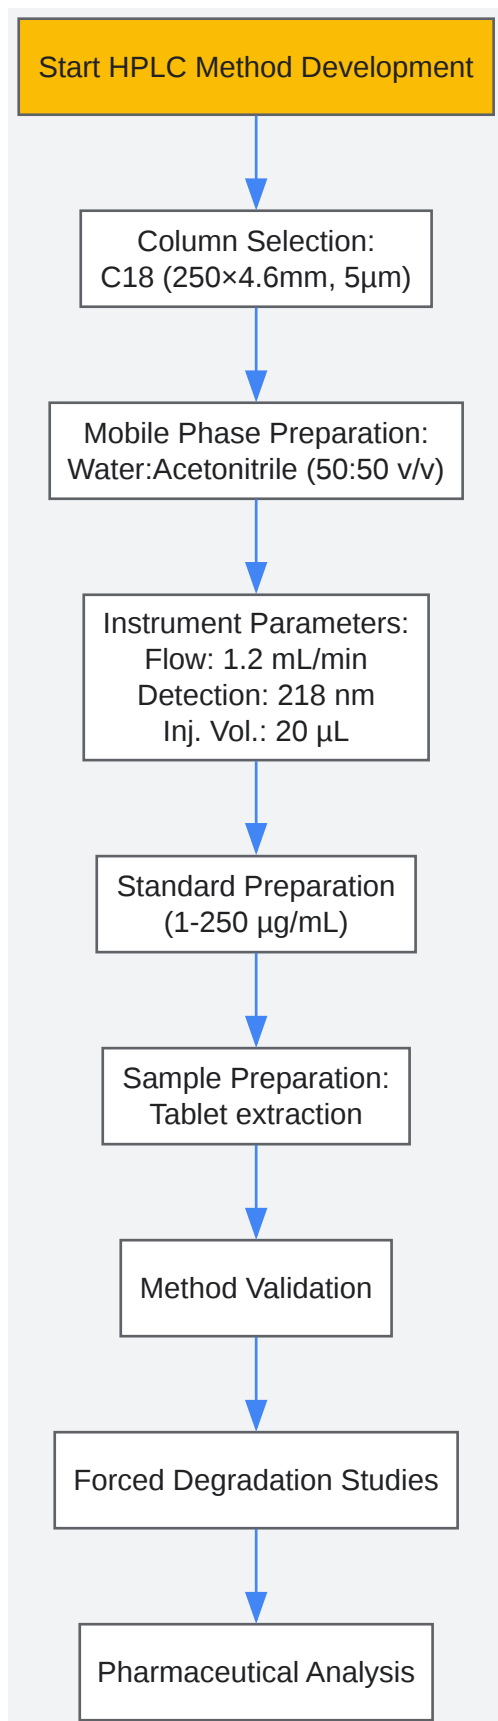 Start HPLC Method Development
Column Selection:
C18 (250×4.6mm, 5µm)
Mobile Phase Preparation:
Water:Acetonitrile (50:50 v/v)
Instrument Parameters:
Flow: 1.2 mL/min
Detection: 218 nm
Inj. Vol.: 20 µL
Standard Preparation
(1-250 µg/mL)
Sample Preparation:
Tablet extraction
Method Validation
Forced Degradation Studies
Pharmaceutical Analysis